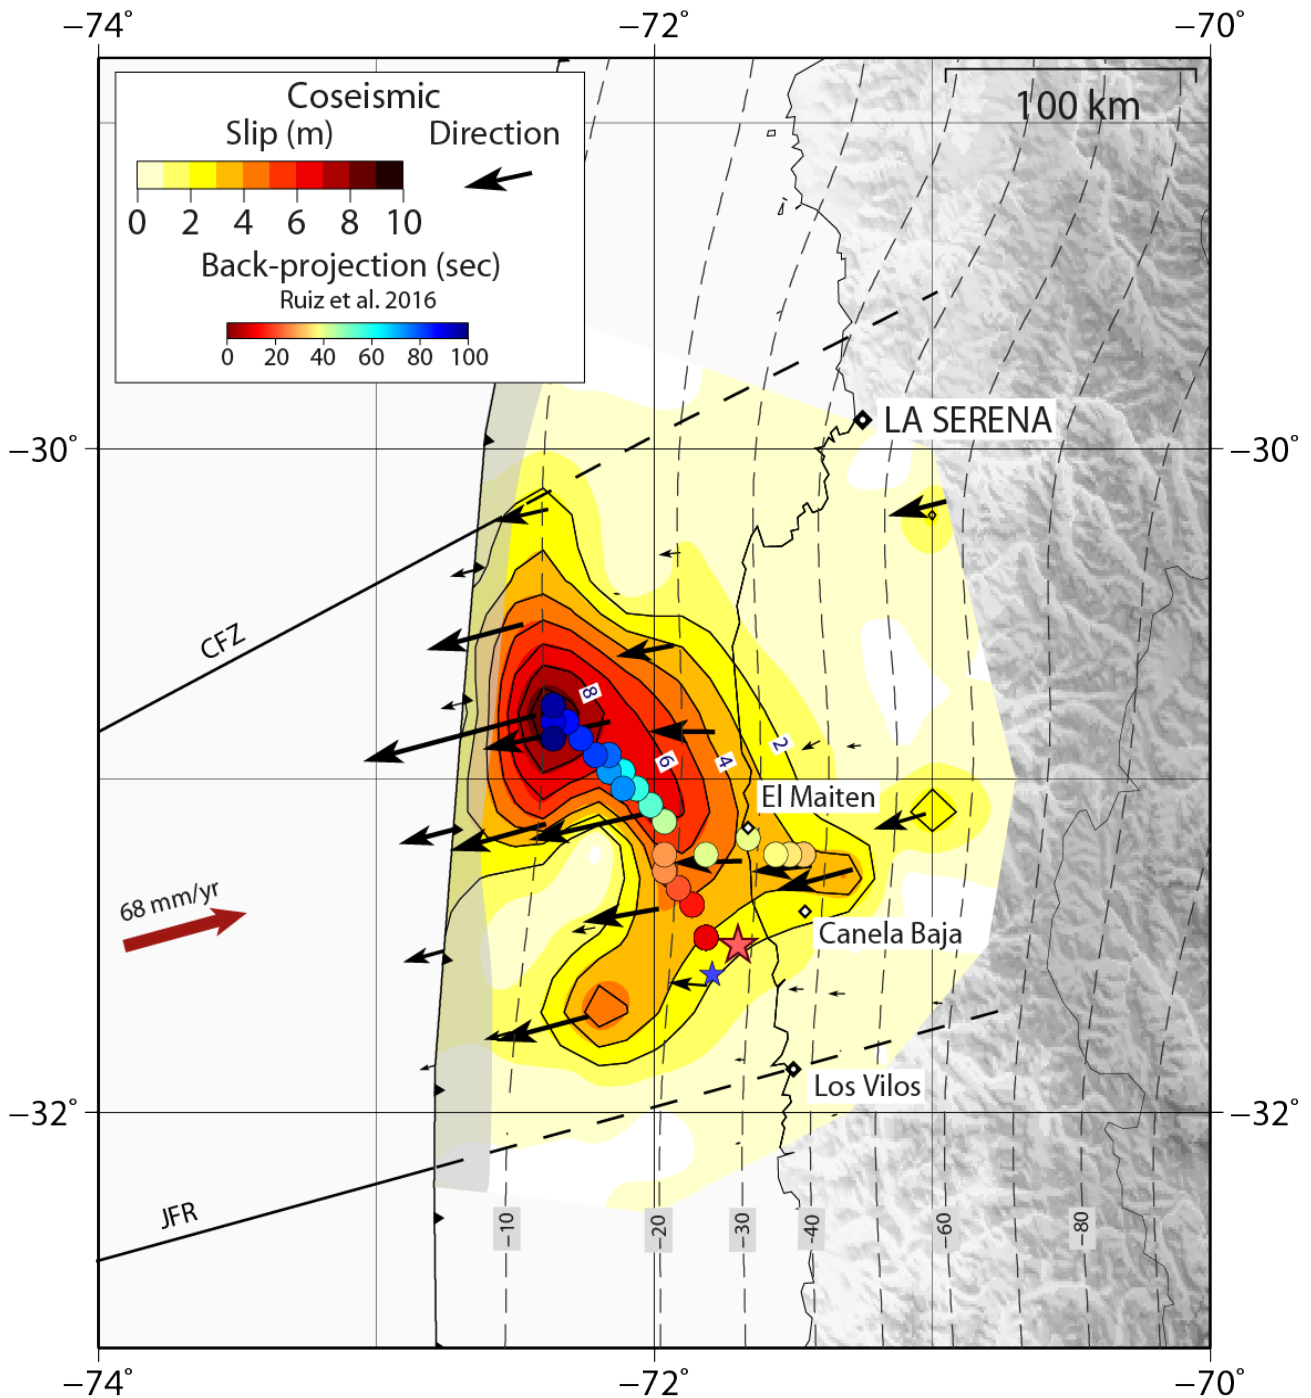 −74° −72° −70°
Coseismic
Slip (m) Direction
0 2 4 6 8 10
Back-projection (sec)
Ruiz et al. 2016
0 20 40 60 80 100
100 km
LA SERENA
−30° −30°
CFZ
8
6
4
2
El Maiten
68 mm/yr
Canela Baja
Los Vilos
−32° −32°
JFR
−10 −20 −30 −40 −60 −80
−74° −72° −70°